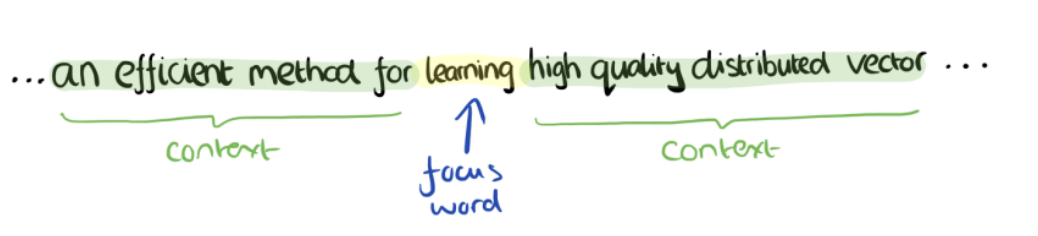 ...an efficient method for learning high quality distributed vector ...
context
context
focus
word